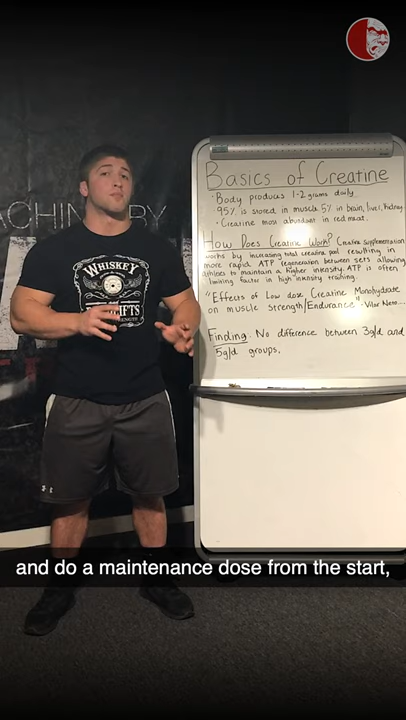 Basics of Creatine
· Body produces 1-2 grams daily
· 95% is stored in muscle 5% in brain, liver, kidney
· Creatine most abundant in red meat.
How Does Creatine Work? Creatine supplementation
works by increasing total creatine pool resulting in
more rapid ATP regeneration between sets allowing
athletes to maintain a higher intensity. ATP is often
limiting factor in high intensity training.
"Effects of Low dose Creatine Monohydrate
on muscle Strength/Endurance" - Vitor
Finding: No difference between 3g/d and
5g/d groups.
WHISKEY
and do a maintenance dose from the start,